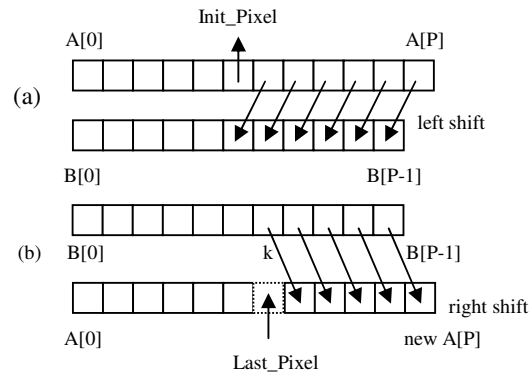 Init_Pixel
A[0] A[P]
(a)
left shift
B[0] B[P-1]
(b) B[0] k B[P-1]
right shift
A[0] new A[P]
Last_Pixel